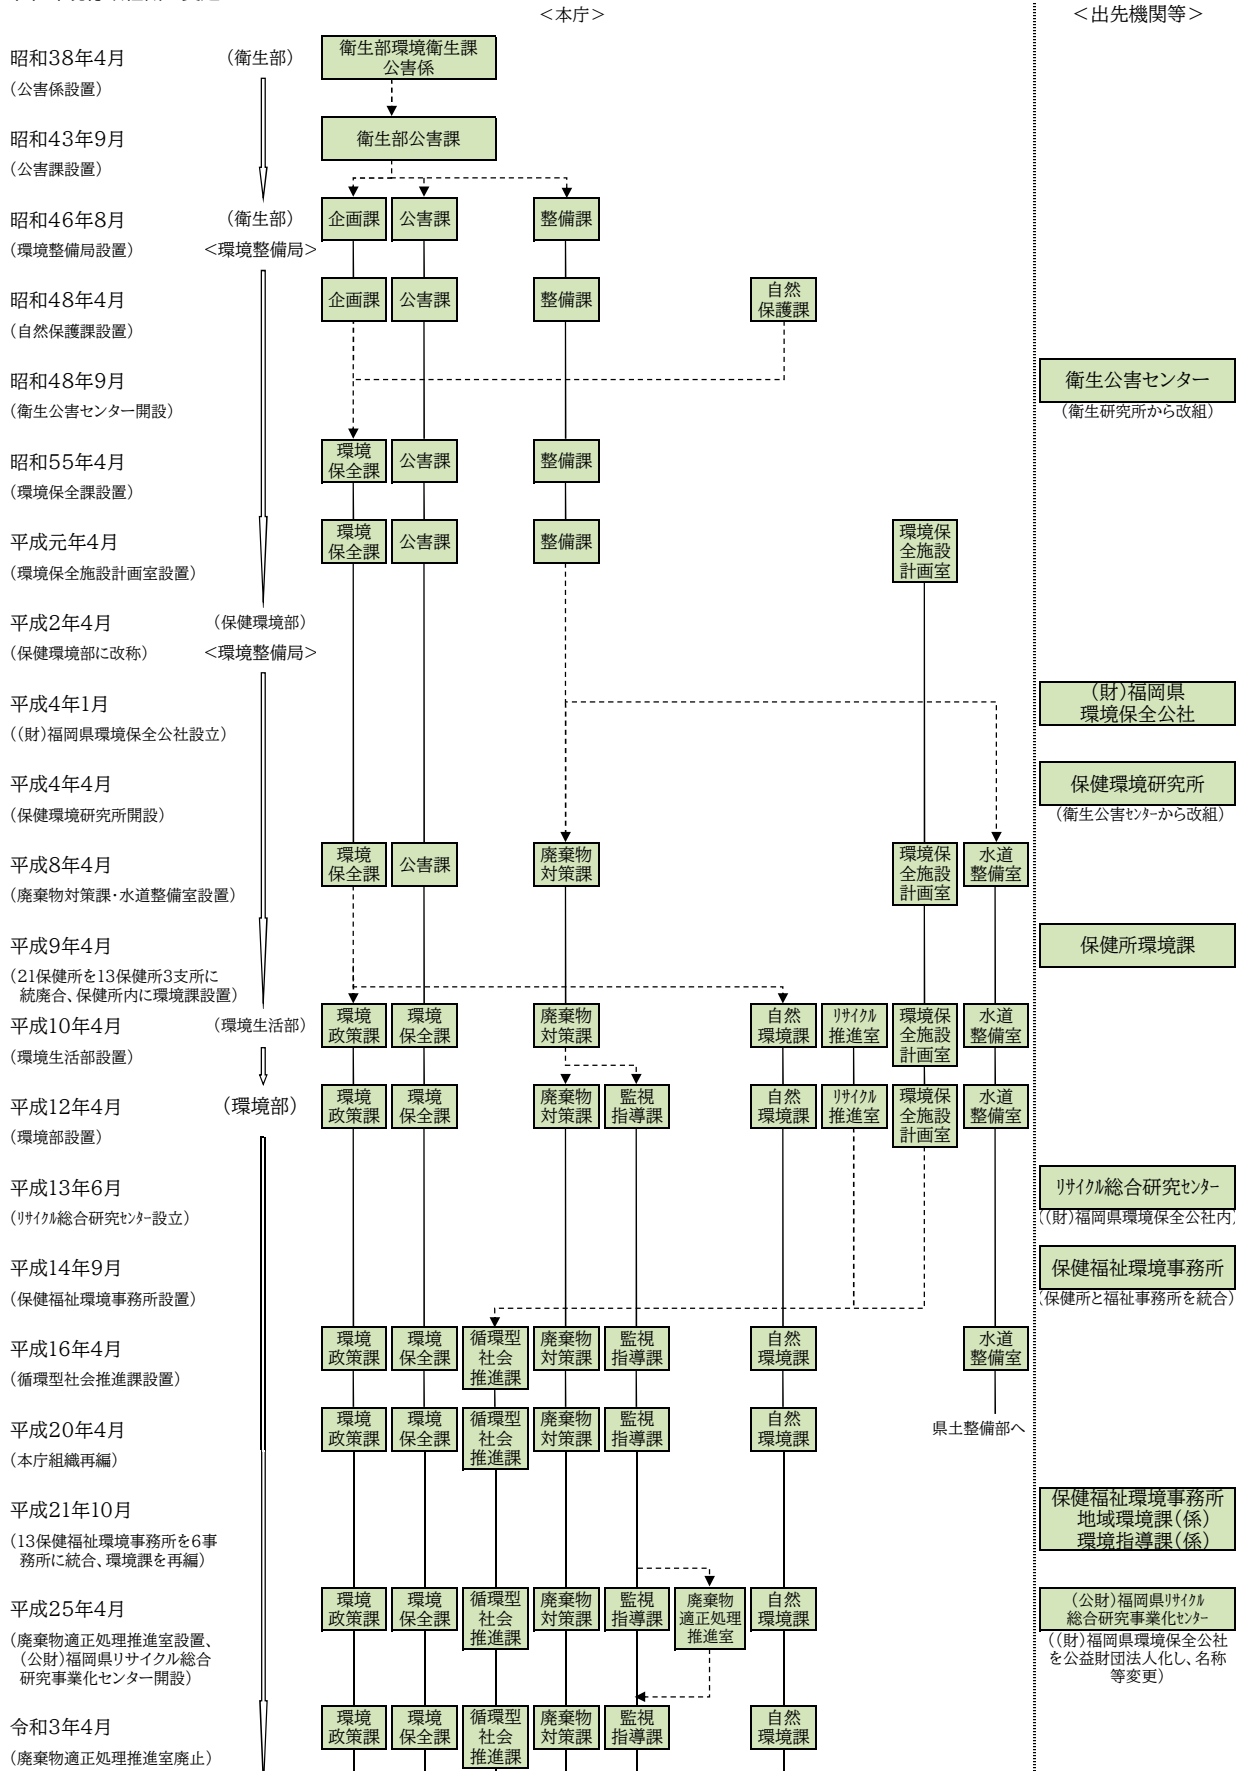 ＜本庁＞
＜出先機関等＞
昭和38年4月
（衛生部）
衛生部環境衛生課
公害係
（公害係設置）
昭和43年9月
衛生部公害課
（公害課設置）
昭和46年8月
（衛生部）
企画課
公害課
整備課
（環境整備局設置）
＜環境整備局＞
昭和48年4月
企画課
公害課
整備課
自然
保護課
（自然保護課設置）
昭和48年9月
衛生公害センター
（衛生公害センター開設）
（衛生研究所から改組）
昭和55年4月
環境
保全課
公害課
整備課
（環境保全課設置）
平成元年4月
環境
保全課
公害課
整備課
環境保
全施設
計画室
（環境保全施設計画室設置）
平成2年4月
（保健環境部）
（保健環境部に改称）
＜環境整備局＞
平成4年1月
（財）福岡県
環境保全公社
（（財）福岡県環境保全公社設立）
平成4年4月
保健環境研究所
（保健環境研究所開設）
（衛生公害ｾﾝﾀｰから改組）
平成8年4月
環境
保全課
公害課
廃棄物
対策課
環境保
全施設
計画室
水道
整備室
（廃棄物対策課・水道整備室設置）
平成9年4月
保健所環境課
（21保健所を13保健所3支所に
統廃合、保健所内に環境課設置）
平成10年4月
（環境生活部）
環境
政策課
環境
保全課
廃棄物
対策課
自然
環境課
ﾘｻｲｸﾙ
推進室
環境保
全施設
計画室
水道
整備室
（環境生活部設置）
平成12年4月
（環境部）
環境
政策課
環境
保全課
廃棄物
対策課
監視
指導課
自然
環境課
ﾘｻｲｸﾙ
推進室
環境保
全施設
計画室
水道
整備室
（環境部設置）
平成13年6月
ﾘｻｲｸﾙ総合研究ｾﾝﾀｰ
（ﾘｻｲｸﾙ総合研究ｾﾝﾀｰ設立）
（（財）福岡県環境保全公社内）
平成14年9月
保健福祉環境事務所
（保健福祉環境事務所設置）
（保健所と福祉事務所を統合）
平成16年4月
環境
政策課
環境
保全課
循環型
社会
推進課
廃棄物
対策課
監視
指導課
自然
環境課
水道
整備室
（循環型社会推進課設置）
平成20年4月
環境
政策課
環境
保全課
循環型
社会
推進課
廃棄物
対策課
監視
指導課
自然
環境課
県土整備部へ
（本庁組織再編）
平成21年10月
保健福祉環境事務所
地域環境課（係）
環境指導課（係）
（13保健福祉環境事務所を6事
務所に統合、環境課を再編）
平成25年4月
環境
政策課
環境
保全課
循環型
社会
推進課
廃棄物
対策課
監視
指導課
廃棄物
適正処理
推進室
自然
環境課
（公財）福岡県ﾘｻｲｸﾙ
総合研究事業化ｾﾝﾀｰ
（廃棄物適正処理推進室設置、
（公財）福岡県リサイクル総合
研究事業化センター開設）
（（財）福岡県環境保全公社
を公益財団法人化し、名称
等変更）
令和3年4月
環境
政策課
環境
保全課
循環型
社会
推進課
廃棄物
対策課
監視
指導課
自然
環境課
（廃棄物適正処理推進室廃止）